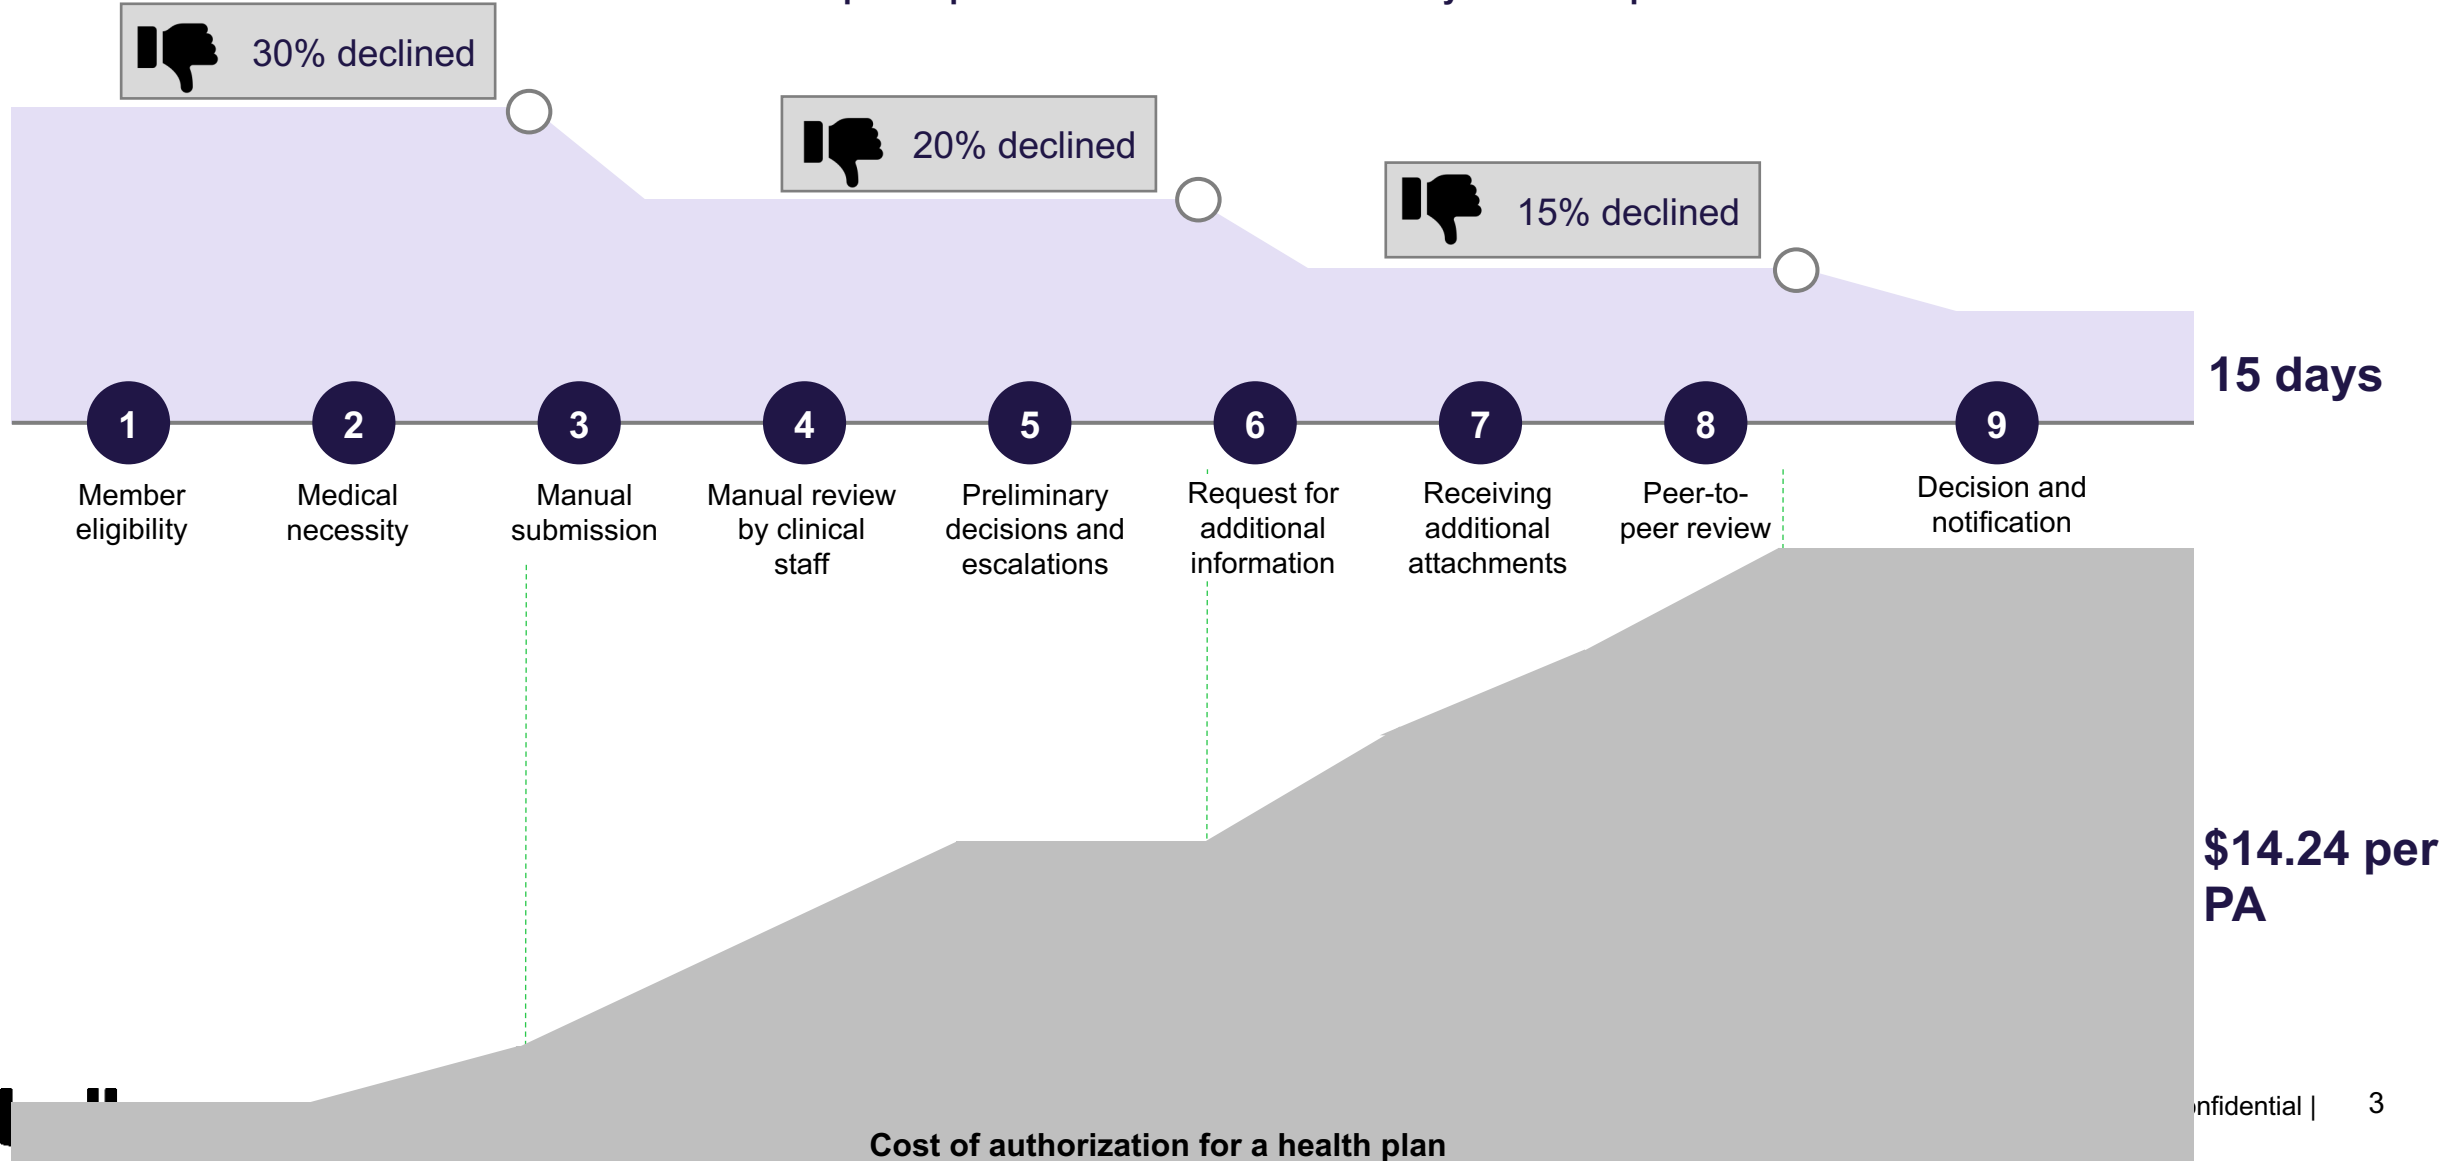 30% declined
20% declined
15% declined
15 days
1
2
3
4
5
6
7
8
9
Member
eligibility
Medical
necessity
Manual
submission
Manual review
by clinical
staff
Preliminary
decisions and
escalations
Request for
additional
information
Receiving
additional
attachments
Peer-to-
peer review
Decision and
notification
$14.24 per
PA
| 3
Cost of authorization for a health plan